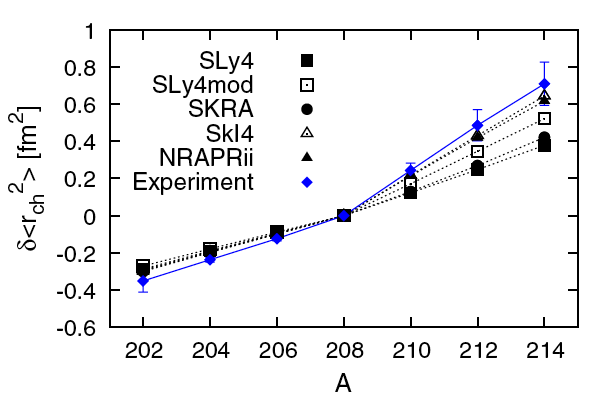 1
0.8
0.6
0.4
0.2
0
-0.2
-0.4
-0.6
δ<r_ch^2> [fm^2]
SLy4
SLy4mod
SKRA
SkI4
NRAPRii
Experiment
202 204 206 208 210 212 214
A